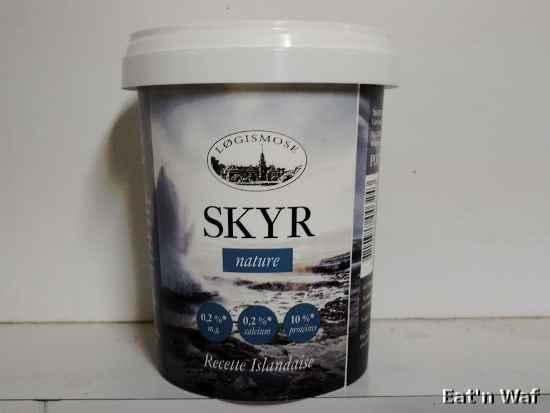 LØGISMOSE
SKYR
nature
0,2 %*
m.g.
0,2 %*
calcium
10 %*
protéines
Recette Islandaise
Eat'n Waf